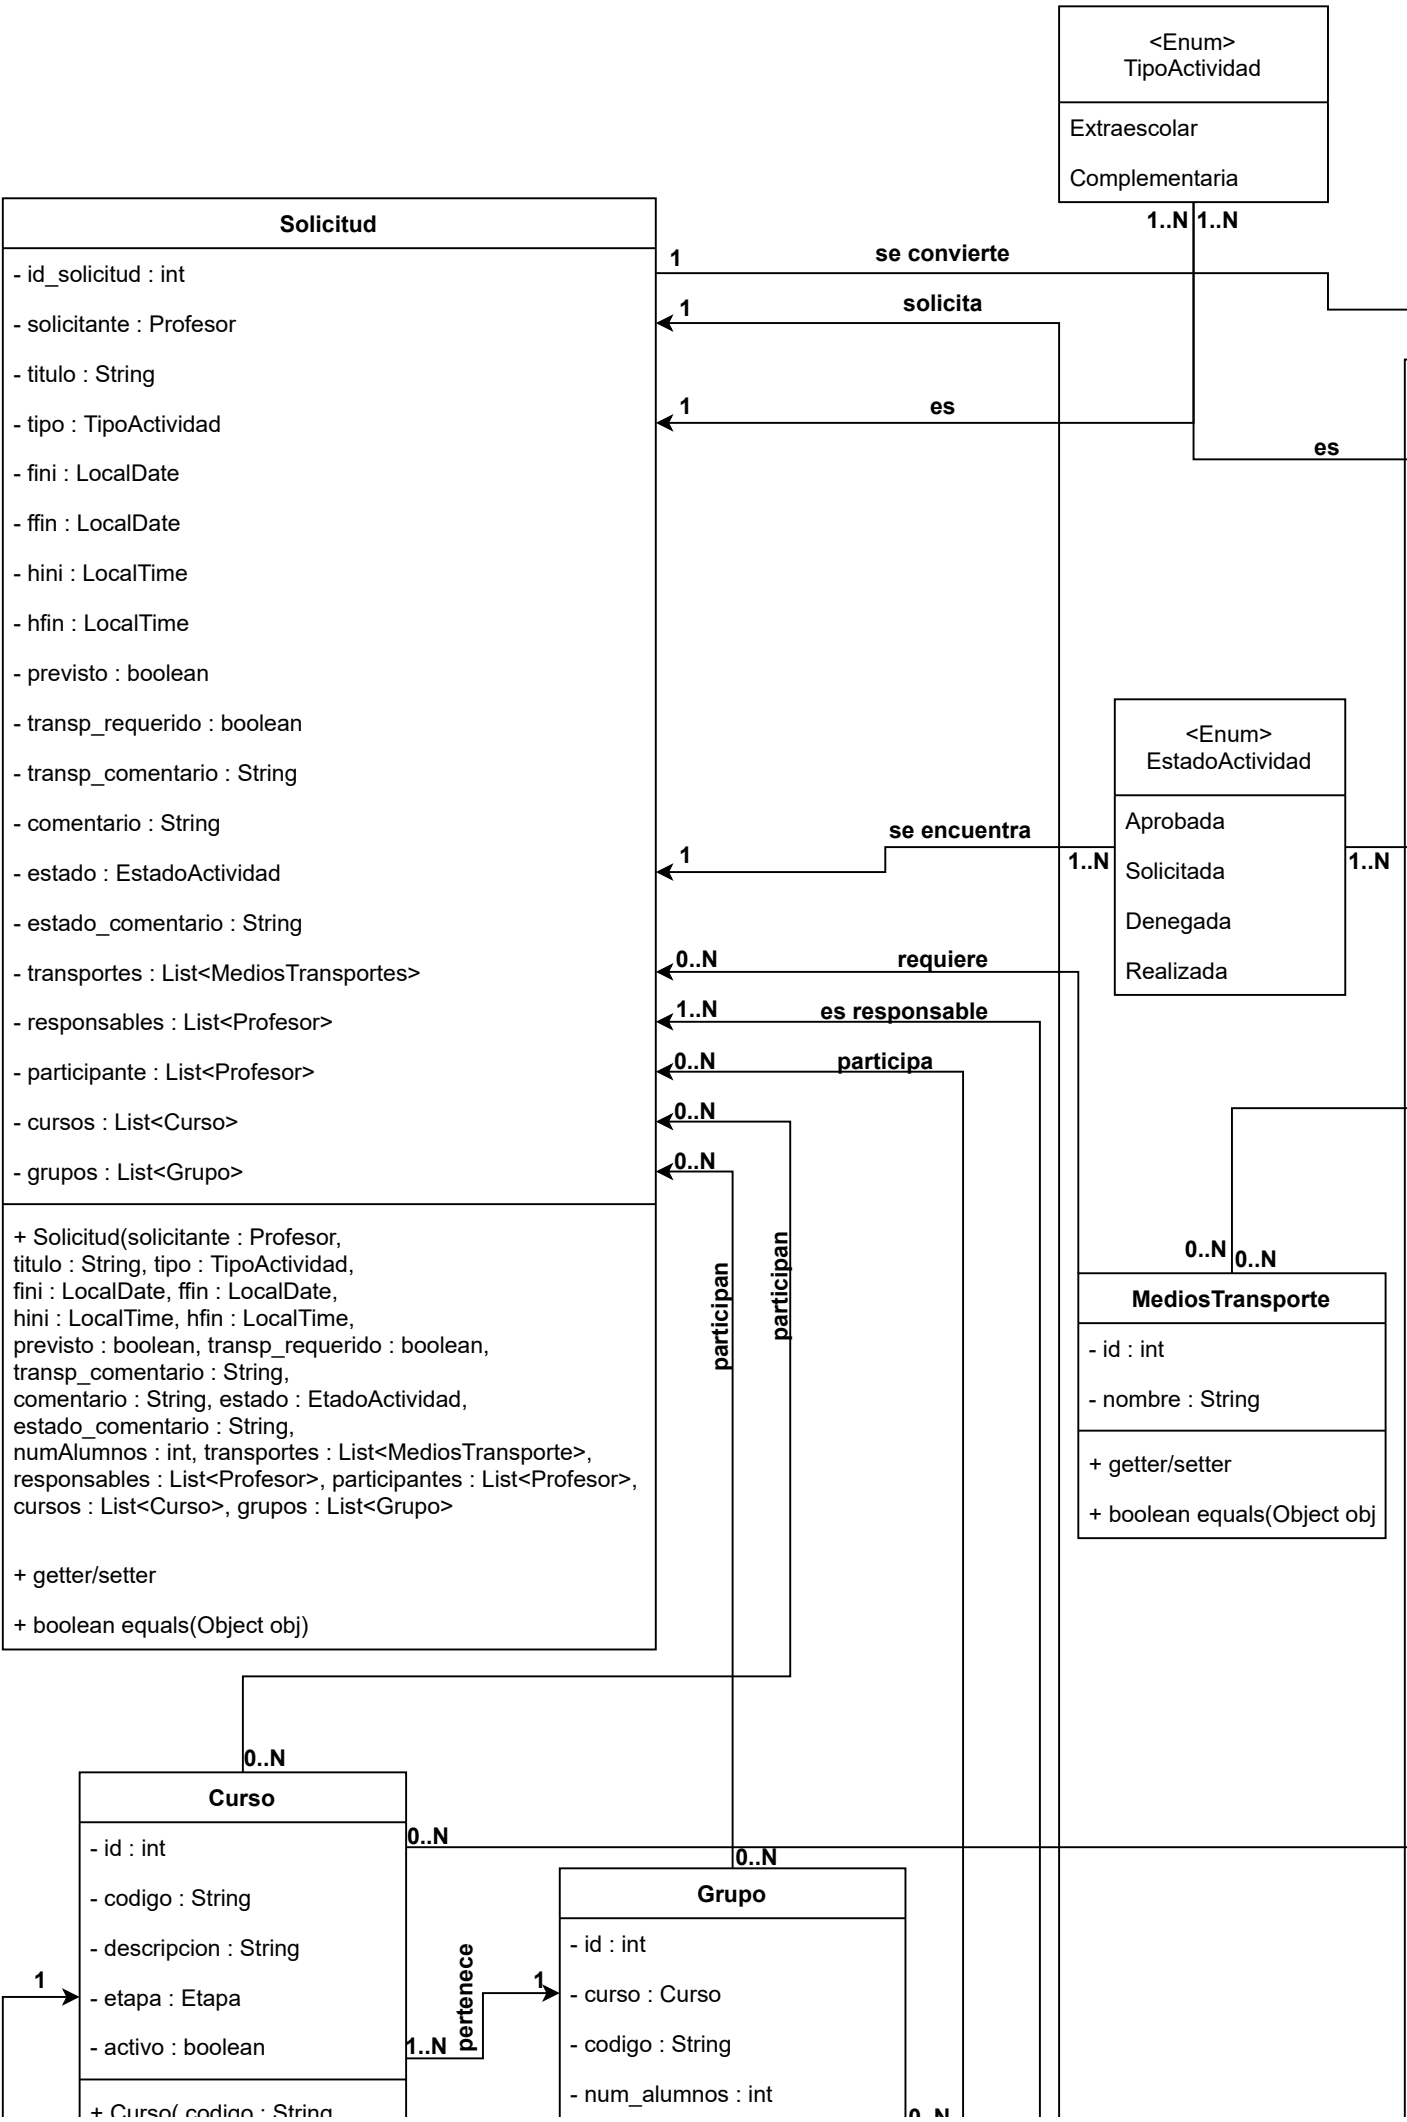 <Enum>
TipoActividad
Extraescolar
Complementaria
1..N 1..N
Solicitud
- id_solicitud : int
- solicitante : Profesor
- titulo : String
- tipo : TipoActividad
- fini : LocalDate
- ffin : LocalDate
- hini : LocalTime
- hfin : LocalTime
- previsto : boolean
- transp_requerido : boolean
- transp_comentario : String
- comentario : String
- estado : EstadoActividad
- estado_comentario : String
- transportes : List<MediosTransportes>
- responsables : List<Profesor>
- participante : List<Profesor>
- cursos : List<Curso>
- grupos : List<Grupo>
+ Solicitud(solicitante : Profesor,
titulo : String, tipo : TipoActividad,
fini : LocalDate, ffin : LocalDate,
hini : LocalTime, hfin : LocalTime,
previsto : boolean, transp_requerido : boolean,
transp_comentario : String,
comentario : String, estado : EtadoActividad,
estado_comentario : String,
numAlumnos : int, transportes : List<MediosTransporte>,
responsables : List<Profesor>, participantes : List<Profesor>,
cursos : List<Curso>, grupos : List<Grupo>
+ getter/setter
+ boolean equals(Object obj)
1
se convierte
1
solicita
1
es
es
1
se encuentra
1..N
1..N
<Enum>
EstadoActividad
Aprobada
Solicitada
Denegada
Realizada
0..N
requiere
1..N
es responsable
0..N
participa
0..N
0..N
participan
participan
0..N
0..N
MediosTransporte
- id : int
- nombre : String
+ getter/setter
+ boolean equals(Object obj
0..N
Curso
- id : int
- codigo : String
- descripcion : String
- etapa : Etapa
- activo : boolean
+ Curso( codigo : String
0..N
1
1..N
pertenece
1
0..N
Grupo
- id : int
- curso : Curso
- codigo : String
- num_alumnos : int
0..N